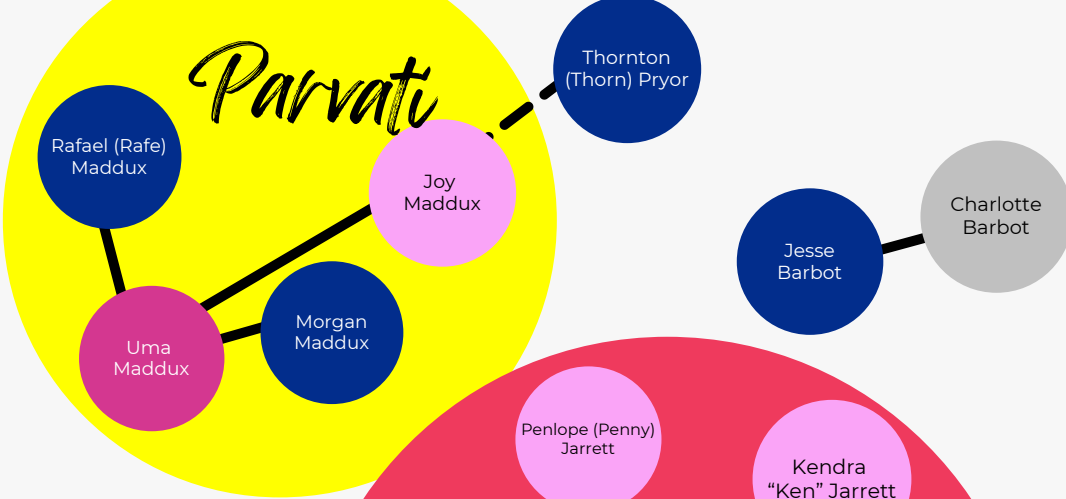 Parvati
Thornton
(Thorn) Pryor
Rafael (Rafe)
Maddux
Joy
Maddux
Charlotte
Barbot
Jesse
Barbot
Morgan
Maddux
Uma
Maddux
Penlope (Penny)
Jarrett
Kendra
“Ken” Jarrett